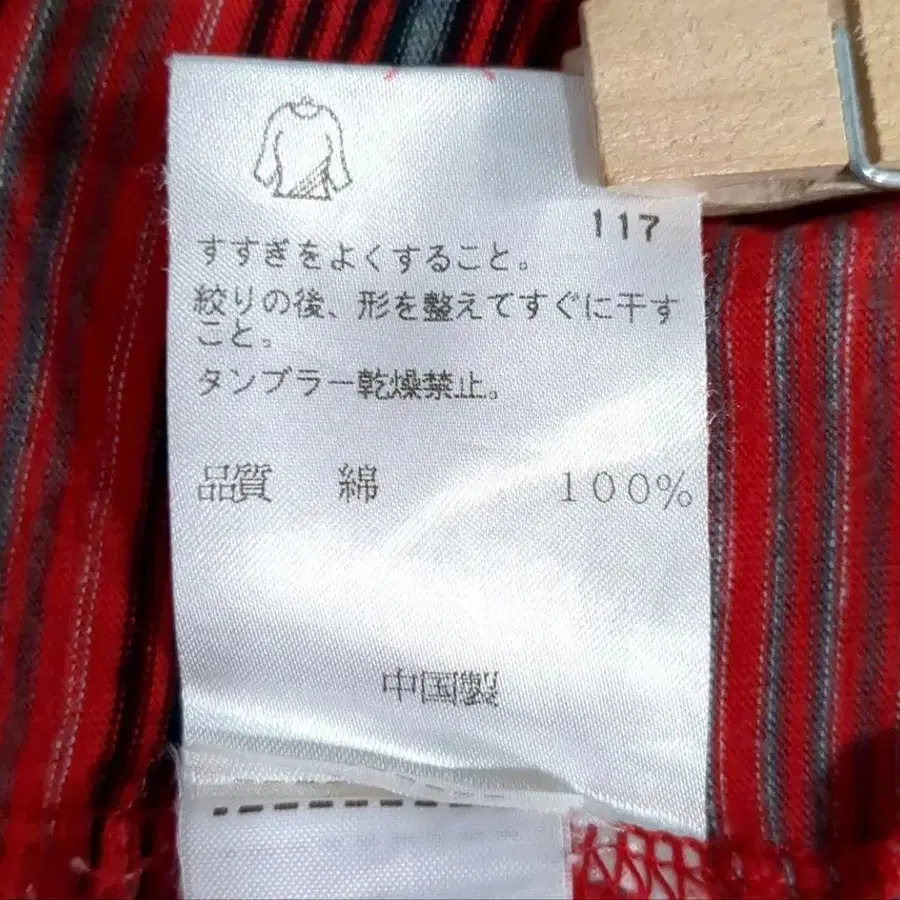 117
すすぎをよくすること。
絞りの後、形を整えてすぐに干す
こと。
タンブラー乾燥禁止。
品質 綿 100%
中国製